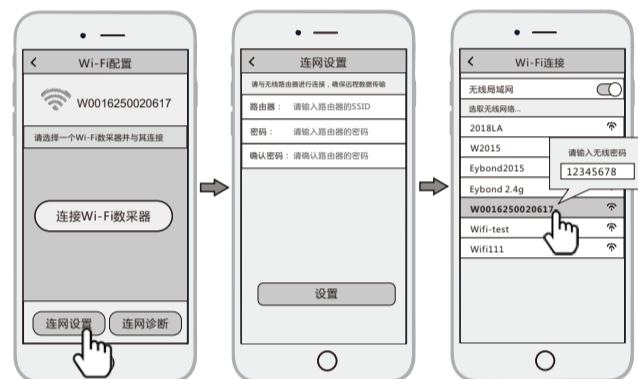 Wi-Fi配置
W0016250020617
请选择一个Wi-Fi数采器并与其连接
连接Wi-Fi数采器
连网设置
连网诊断
连网设置
请与无线路由器进行连接，确保远程数据传输
路由器： 请输入路由器的SSID
密码： 请输入路由器的密码
确认密码： 请确认路由器的密码
设置
Wi-Fi连接
无线局域网
选取无线网络...
2018LA
W2015
请输入无线密码
12345678
Eybond2015
Eybond 2.4g
W0016250020617
Wifi-test
Wifi111